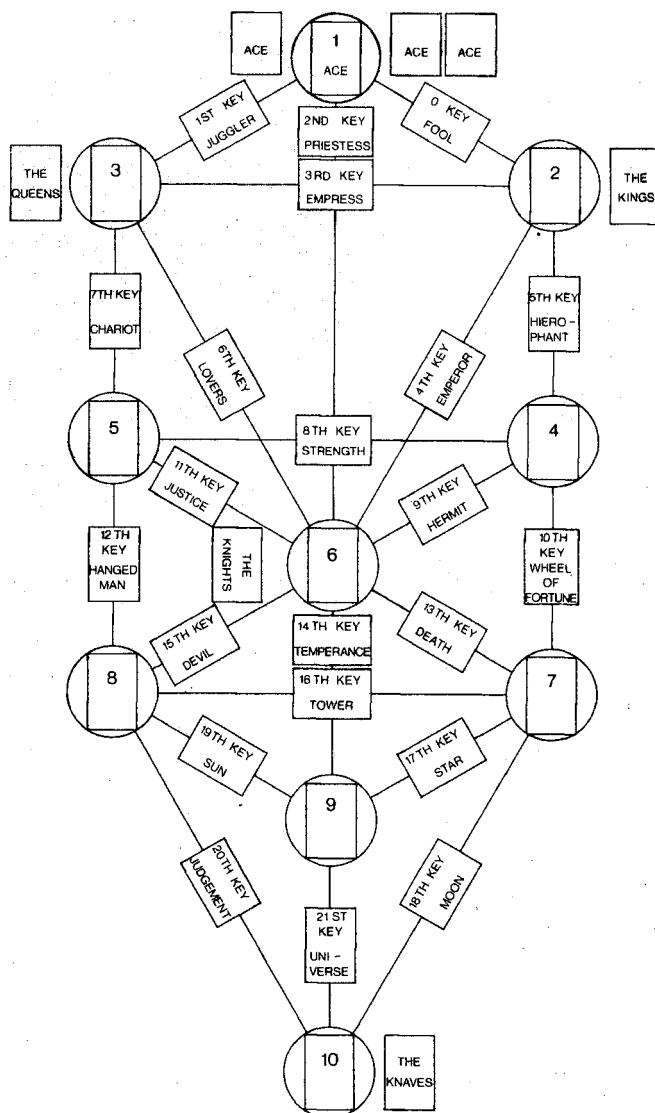 1
ACE
ACE
ACE
ACE
1ST KEY
JUGGLER
2ND KEY
PRIESTESS
0 KEY
FOOL
THE
QUEENS
3
3RD KEY
EMPRESS
2
THE
KINGS
7TH KEY
CHARIOT
6TH KEY
LOVERS
4TH KEY
EMPEROR
5TH KEY
HIERO-
PHANT
5
8TH KEY
STRENGTH
4
11TH KEY
JUSTICE
9TH KEY
HERMIT
12TH
KEY
HANGED
MAN
THE
KNIGHTS
6
10TH
KEY
WHEEL
OF
FORTUNE
15TH KEY
DEVIL
14TH KEY
TEMPERANCE
13TH KEY
DEATH
8
16TH KEY
TOWER
7
19TH KEY
SUN
17TH KEY
STAR
9
20TH KEY
JUDGEMENT
21ST
KEY
UNI-
VERSE
18TH KEY
MOON
10
THE
KNAVES